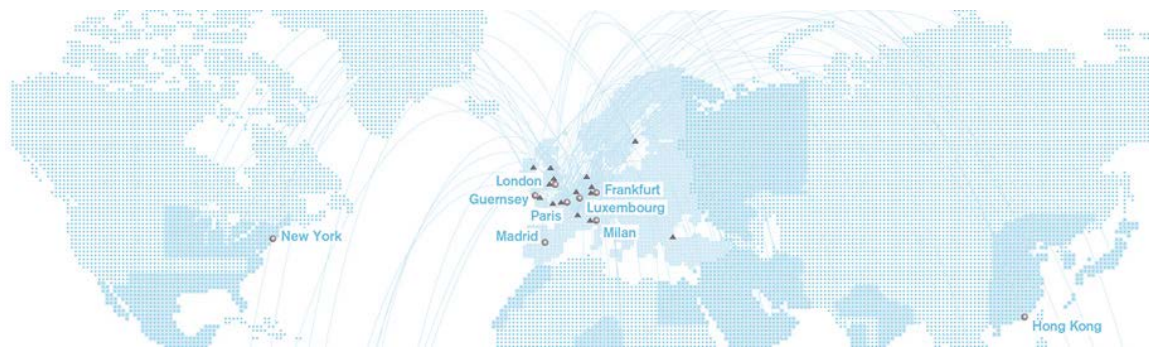 London
Frankfurt
Guernsey
Luxembourg
Paris
New York
Madrid
Milan
Hong Kong